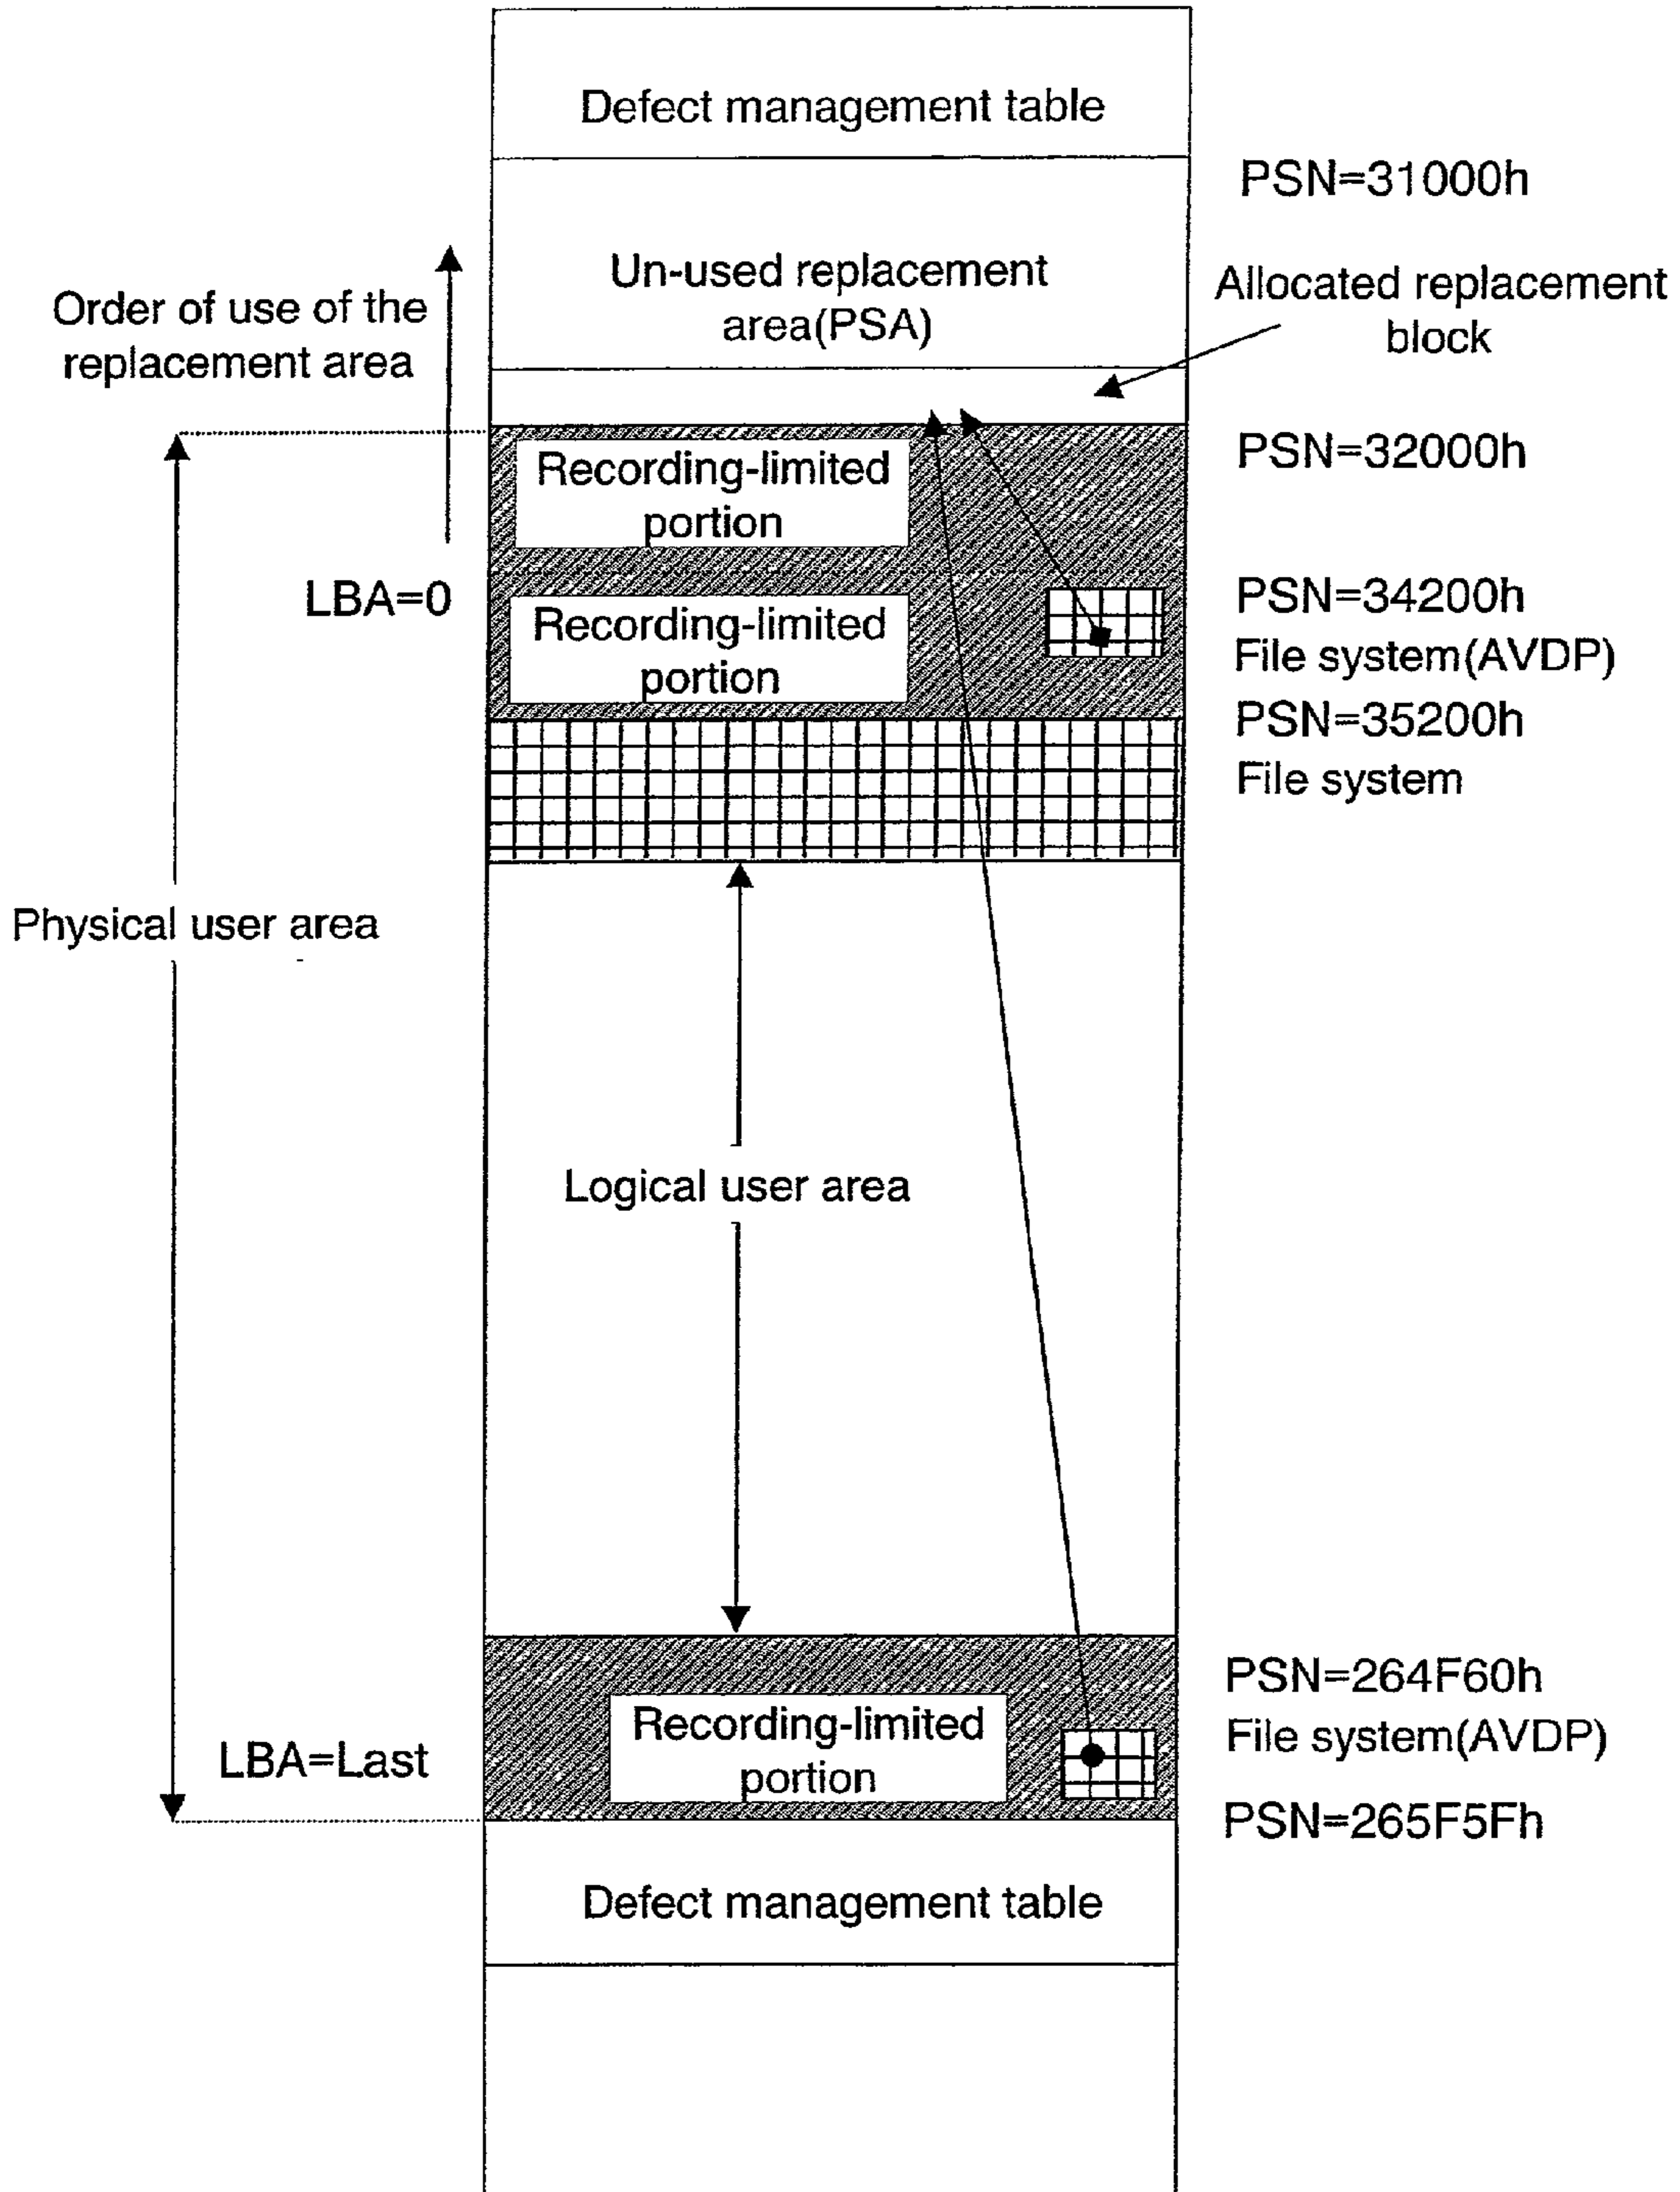 Defect management table
PSN=31000h
Un-used replacement
area(PSA)
Allocated replacement
block
Order of use of the
replacement area
PSN=32000h
Recording-limited
portion
LBA=0
PSN=34200h
File system(AVDP)
Recording-limited
portion
PSN=35200h
File system
Physical user area
Logical user area
PSN=264F60h
File system(AVDP)
Recording-limited
portion
LBA=Last
PSN=265F5Fh
Defect management table